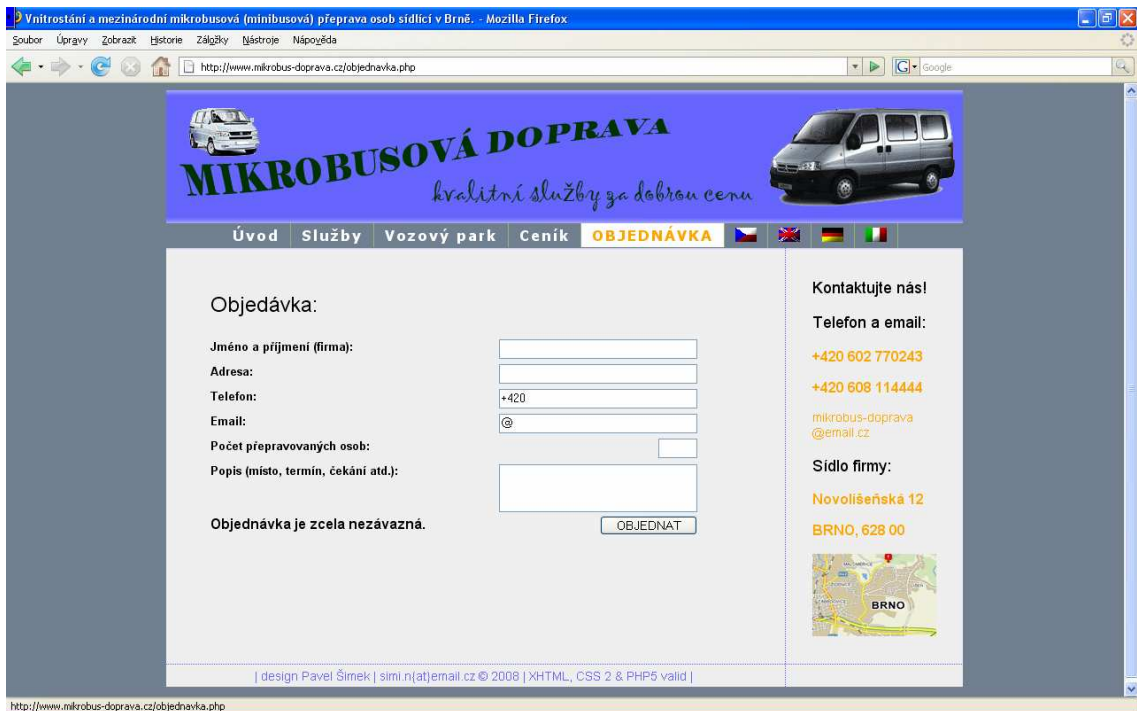 Vnitrostání a mezinárodní mikrobusová (minibusová) přeprava osob sídlící v Brně. - Mozilla Firefox
Soubor Úpravy Zobrazit Historie Záložky Nástroje Nápověda
http://www.mikrobus-doprava.cz/objednavka.php
Google
MIKROBUSOVÁ DOPRAVA
kvalitní služby za dobrou cenu
Úvod Služby Vozový park Ceník OBJEDNÁVKA
Objedávka:
Jméno a příjmení (firma):
Adresa:
Telefon: +420
Email: @
Počet přepravovaných osob:
Popis (místo, termín, čekání atd.):
Objednávka je zcela nezávazná. OBJEDNAT
Kontaktujte nás!
Telefon a email:
+420 602 770243
+420 608 114444
mikrobus-doprava
@email.cz
Sídlo firmy:
Novolíšeňská 12
BRNO, 628 00
BRNO
| design Pavel Šimek | simi.n{at}email.cz © 2008 | XHTML, CSS 2 & PHP5 valid |
http://www.mikrobus-doprava.cz/objednavka.php